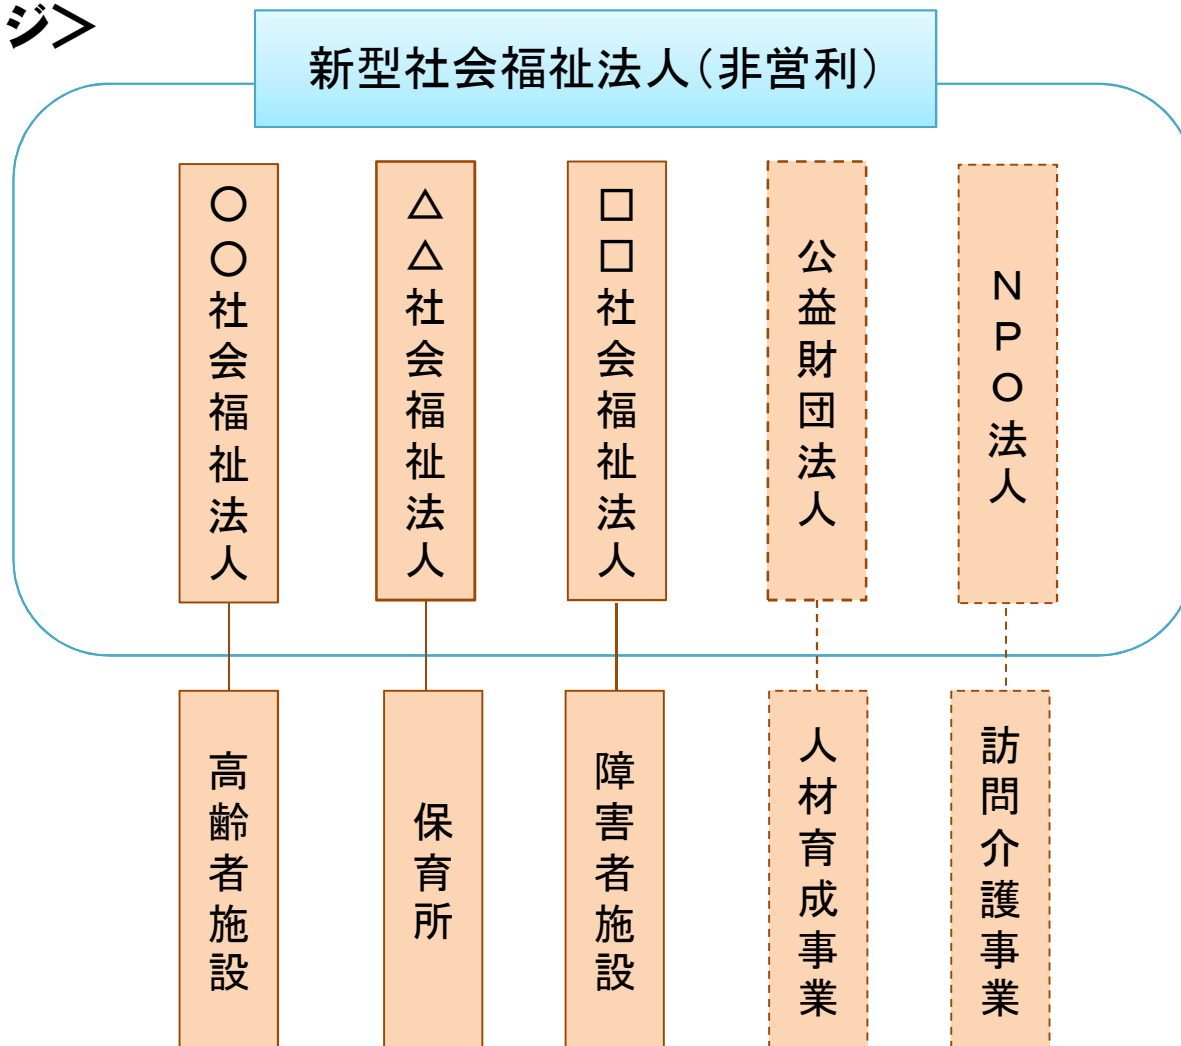 ジ＞
新型社会福祉法人（非営利）
○○社会福祉法人
△△社会福祉法人
□□社会福祉法人
公益財団法人
ＮＰＯ法人
高齢者施設
保育所
障害者施設
人材育成事業
訪問介護事業